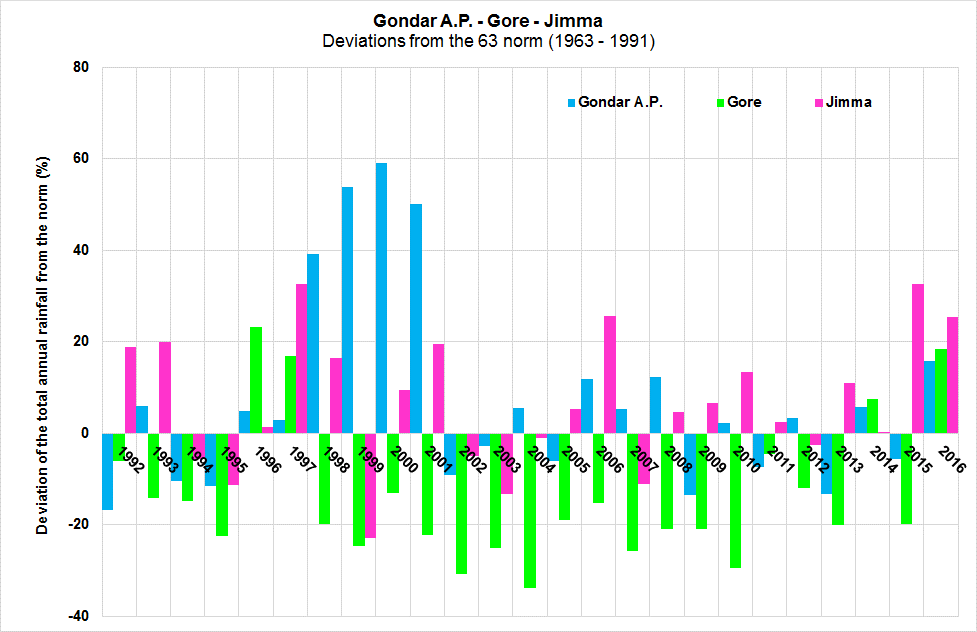 Gondar A.P. - Gore - Jimma
Deviations from the 63 norm (1963 - 1991)
Deviation of the total annual rainfall from the norm (%)
Gondar A.P. Gore Jimma
80
60
40
20
0
-20
-40
1992 1993 1994 1995 1996 1997 1998 1999 2000 2001 2002 2003 2004 2005 2006 2007 2008 2009 2010 2011 2012 2013 2014 2015 2016